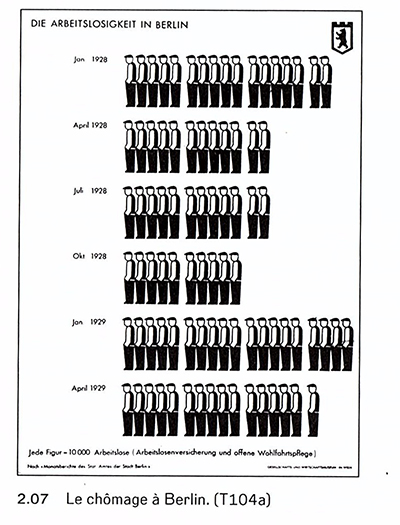 DIE ARBEITSLOSIGKEIT IN BERLIN
Jan 1928
April 1928
Juli 1928
Okt 1928
Jan 1929
April 1929
Jede Figur = 10 000 Arbeitslose (Arbeitslosenversicherung und offene Wohlfahrtspflege)
Nach »Monatsberichte des Stat. Amtes der Stadt Berlin«
GESELLSCHAFTS- UND WIRTSCHAFTSMUSEUM IN WIEN
2.07 Le chômage à Berlin. (T104a)